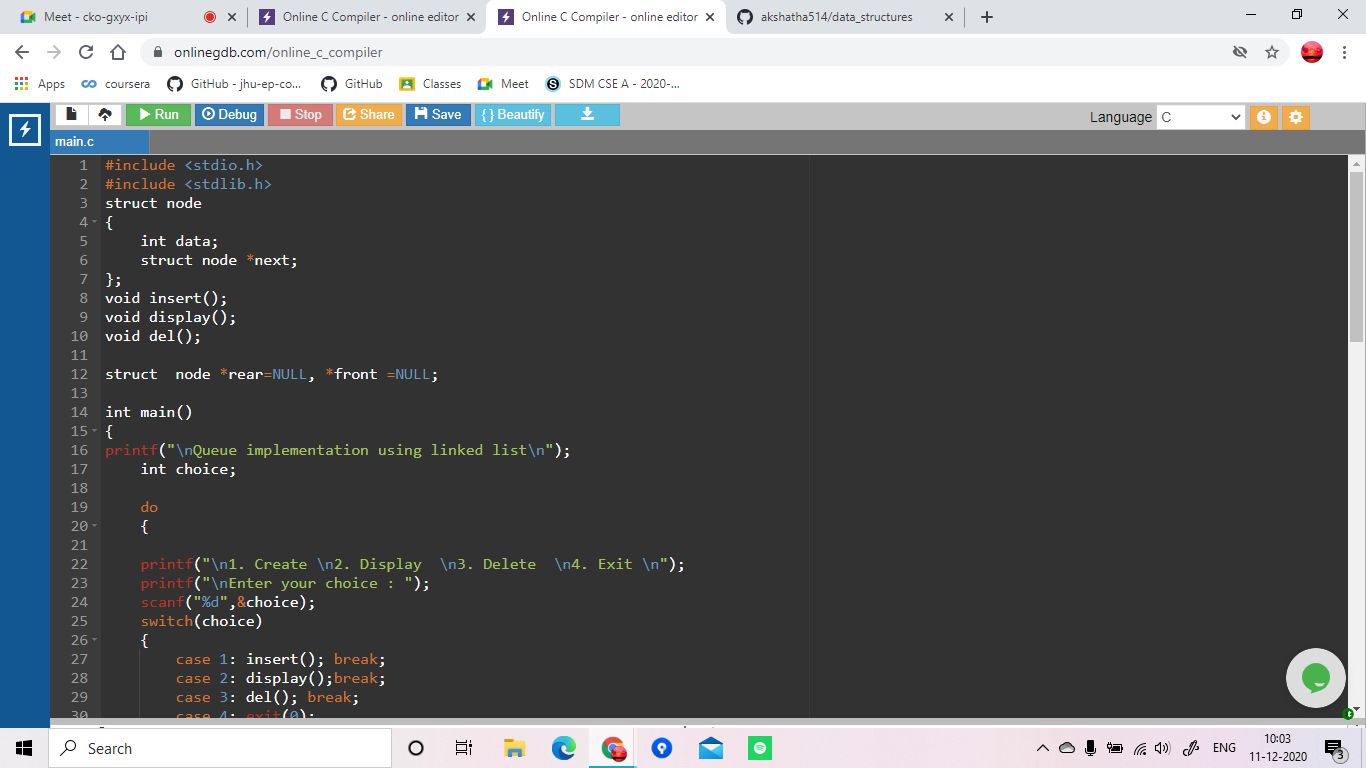 Meet - cko-gxyx-ipi
Online C Compiler - online editor
Online C Compiler - online editor
akshatha514/data_structures
onlinegdb.com/online_c_compiler
Apps coursera GitHub - jhu-ep-co... GitHub Classes Meet SDM CSE A - 2020-...
Run Debug Stop Share Save { } Beautify
Language C
main.c
1 #include <stdio.h>
2 #include <stdlib.h>
3 struct node
4 {
5 int data;
6 struct node *next;
7 };
8 void insert();
9 void display();
10 void del();
11
12 struct  node *rear=NULL, *front =NULL;
13
14 int main()
15 {
16 printf("\nQueue implementation using linked list\n");
17 int choice;
18
19 do
20 {
21
22 printf("\n1. Create \n2. Display  \n3. Delete  \n4. Exit \n");
23 printf("\nEnter your choice : ");
24 scanf("%d",&choice);
25 switch(choice)
26 {
27 case 1: insert(); break;
28 case 2: display();break;
29 case 3: del(); break;
30 case 4: exit(0);
Search
ENG
10:03
11-12-2020
3